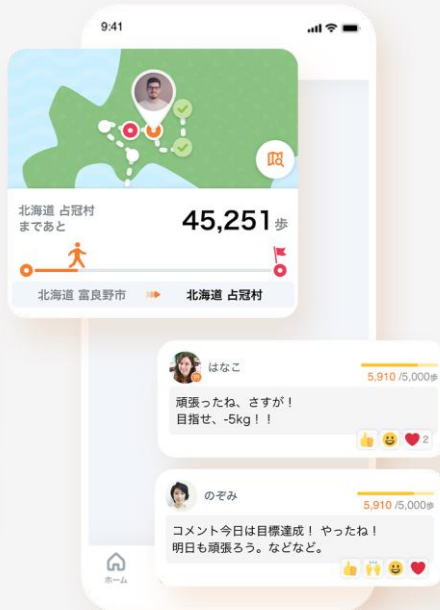 9:41
北海道 占冠村
まであと
45,251歩
北海道 富良野市
北海道 占冠村
はなこ
5,910 /5,000歩
頑張ったね、さすが！
目指せ、-5kg！！
2
のぞみ
5,910 /5,000歩
コメント今日は目標達成！ やったね！
明日も頑張ろう。などなど。
ホーム